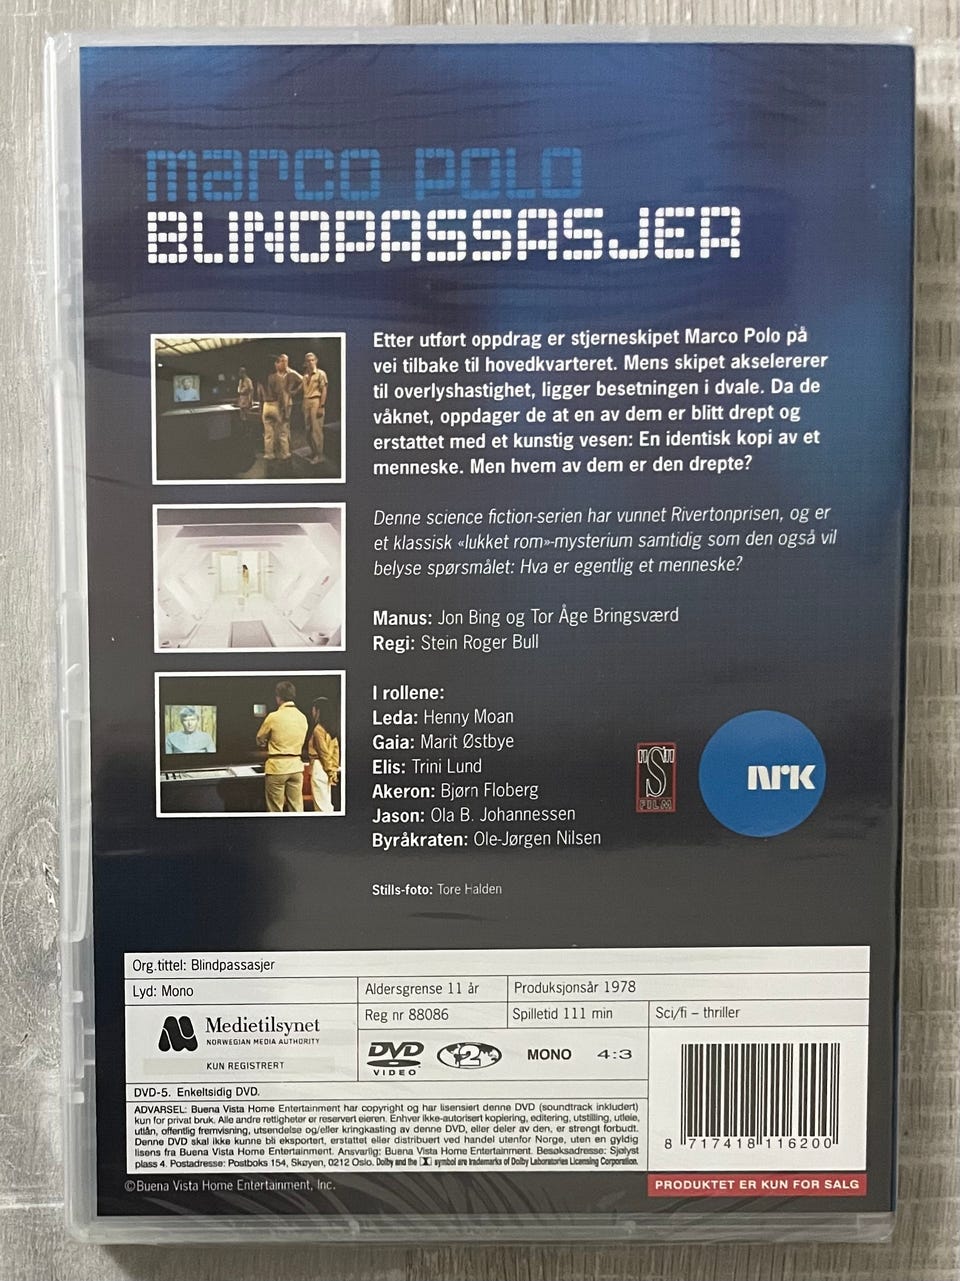 marco polo
BLINDPASSASJER
Etter utført oppdrag er stjerneskipet Marco Polo på
vei tilbake til hovedkvarteret. Mens skipet akselererer
til overlyshastighet, ligger besetningen i dvale. Da de
våkner, oppdager de at en av dem er blitt drept og
erstattet med et kunstig vesen: En identisk kopi av et
menneske. Men hvem av dem er den drepte?
Denne science fiction-serien har vunnet Rivertonprisen, og er
et klassisk «lukket rom»-mysterium samtidig som den også vil
belyse spørsmålet: Hva er egentlig et menneske?
Manus: Jon Bing og Tor Åge Bringsværd
Regi: Stein Roger Bull
I rollene:
Leda: Henny Moan
Gaia: Marit Østbye
Elis: Trini Lund
Akeron: Bjørn Floberg
Jason: Ola B. Johannessen
Byråkraten: Ole-Jørgen Nilsen
S
FILM
nrk
Stills-foto: Tore Halden
Org.tittel: Blindpassasjer
Lyd: Mono
Aldersgrense 11 år
Produksjonsår 1978
Reg nr 88086
Spilletid 111 min
Sci/fi – thriller
Medietilsynet
NORWEGIAN MEDIA AUTHORITY
KUN REGISTRERT
DVD
VIDEO
2
MONO
4:3
DVD-5. Enkeltsidig DVD.
ADVARSEL: Buena Vista Home Entertainment har copyright og har lisensiert denne DVD (soundtrack inkludert)
kun for privat bruk. Alle andre rettigheter er reservert eieren. Enhver ikke-autorisert kopiering, editering, utstilling, utleie,
utlån, offentlig fremvisning, utsendelse og/eller kringkasting av denne DVD, eller deler av den, er strengt forbudt.
Denne DVD skal ikke kunne bli eksportert, erstattet eller distribuert ved handel utenfor Norge, uten en gyldig
lisens fra Buena Vista Home Entertainment. Ansvarlig: Buena Vista Home Entertainment. Besøksadresse: Sjølyst
plass 4. Postadresse: Postboks 154, Skøyen, 0212 Oslo. Dolby and the symbol are trademarks of Dolby Laboratories Licensing Corporation.
8 717418 116200
©Buena Vista Home Entertainment, Inc.
PRODUKTET ER KUN FOR SALG